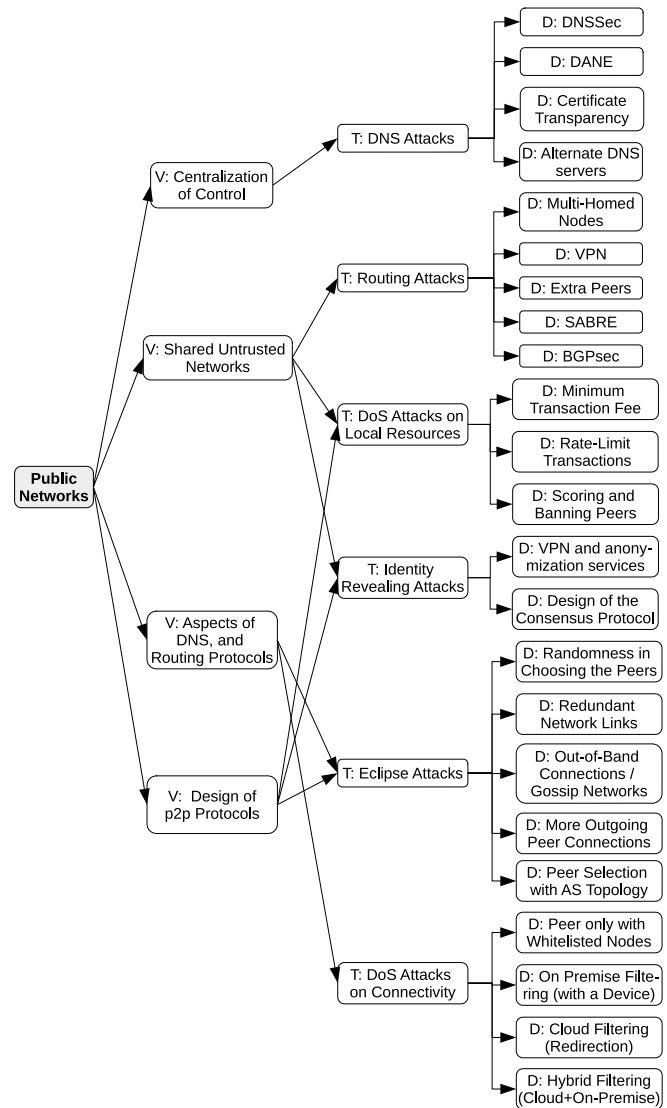 Public
Networks
V: Centralization
of Control
V: Shared Untrusted
Networks
V: Aspects of
DNS, and
Routing Protocols
V: Design of
p2p Protocols
T: DNS Attacks
T: Routing Attacks
T: DoS Attacks on
Local Resources
T: Identity
Revealing Attacks
T: Eclipse Attacks
T: DoS Attacks
on Connectivity
D: DNSSec
D: DANE
D: Certificate
Transparency
D: Alternate DNS
servers
D: Multi-Homed
Nodes
D: VPN
D: Extra Peers
D: SABRE
D: BGPsec
D: Minimum
Transaction Fee
D: Rate-Limit
Transactions
D: Scoring and
Banning Peers
D: VPN and anony-
mization services
D: Design of the
Consensus Protocol
D: Randomness in
Choosing the Peers
D: Redundant
Network Links
D: Out-of-Band
Connections /
Gossip Networks
D: More Outgoing
Peer Connections
D: Peer Selection
with AS Topology
D: Peer only with
Whitelisted Nodes
D: On Premise Filte-
ring (with a Device)
D: Cloud Filtering
(Redirection)
D: Hybrid Filtering
(Cloud+On-Premise)